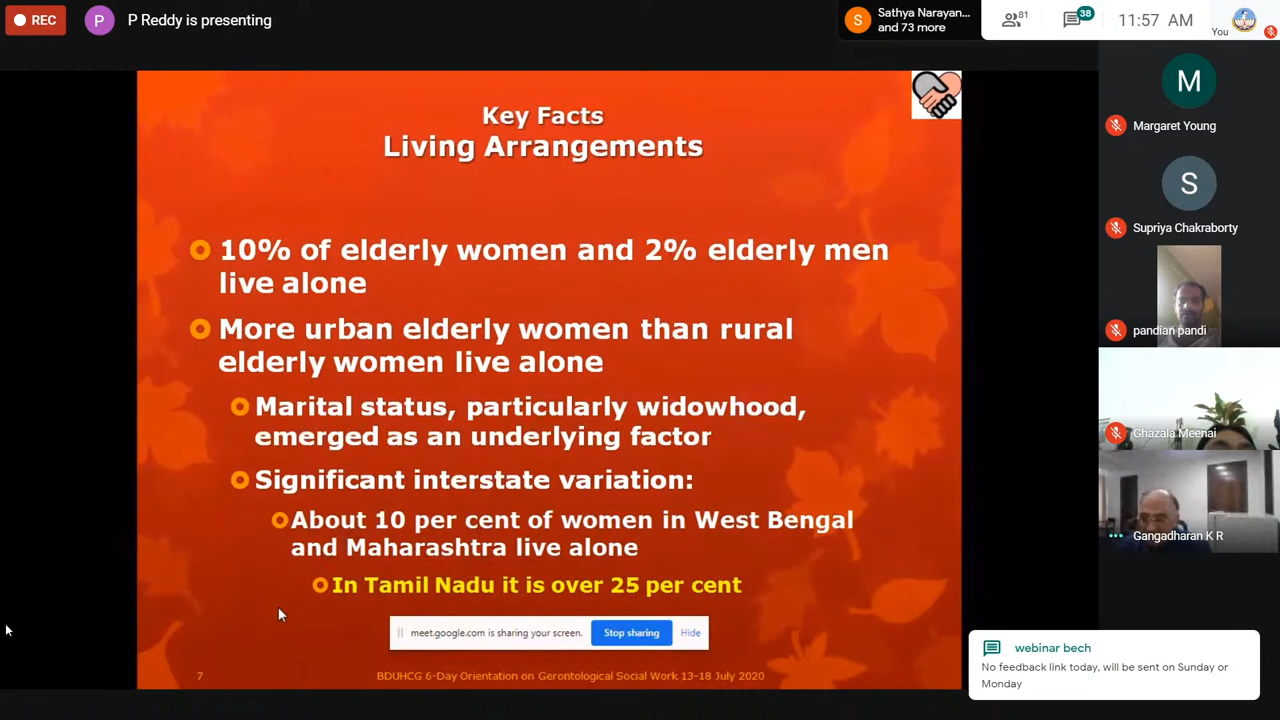 REC
P
P Reddy is presenting
S
Sathya Narayan...
and 73 more
81
38
11:57 AM
You
Key Facts
Living Arrangements
10% of elderly women and 2% elderly men
live alone
More urban elderly women than rural
elderly women live alone
Marital status, particularly widowhood,
emerged as an underlying factor
Significant interstate variation:
About 10 per cent of women in West Bengal
and Maharashtra live alone
In Tamil Nadu it is over 25 per cent
meet.google.com is sharing your screen.
Stop sharing
Hide
7
BDUHCG 6-Day Orientation on Gerontological Social Work 13-18 July 2020
M
Margaret Young
S
Supriya Chakraborty
pandian pandi
Ghazala Meenai
Gangadharan K R
webinar bech
No feedback link today, will be sent on Sunday or
Monday